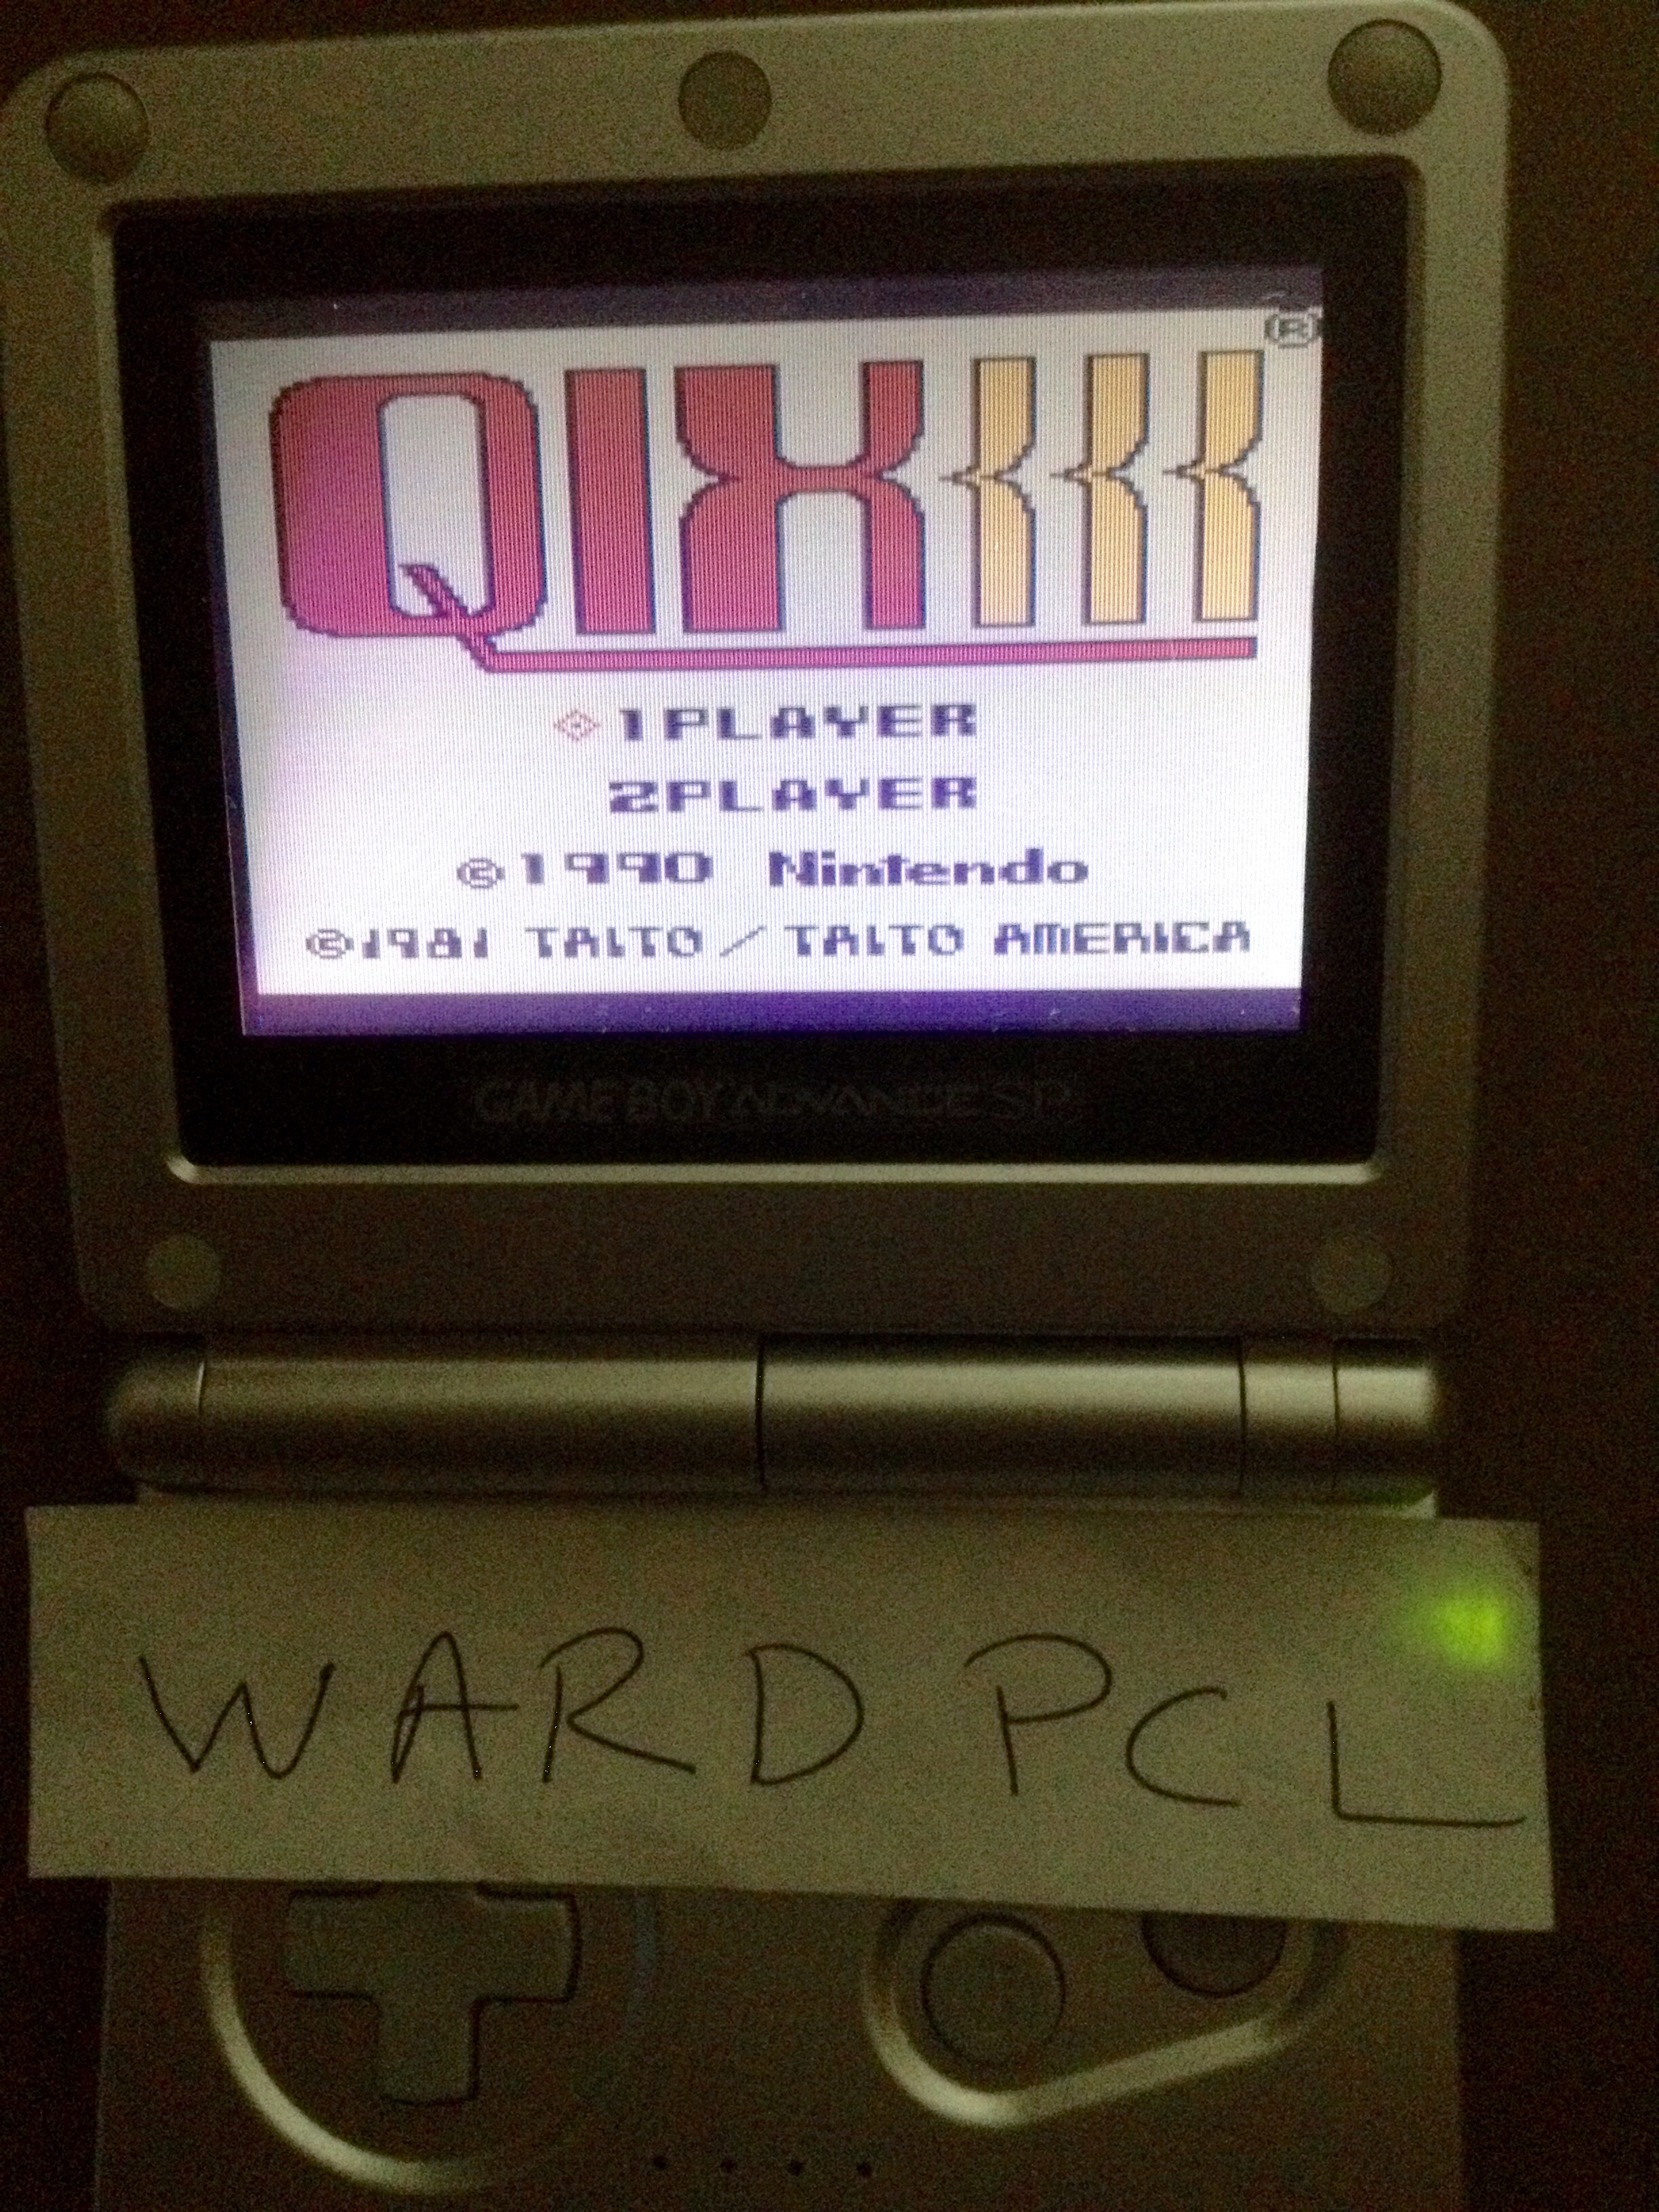 ®
QIX
1PLAYER
2PLAYER
©1990 Nintendo
©1981 TAITO / TAITO AMERICA
GAME BOY ADVANCE SP
WARD PCL